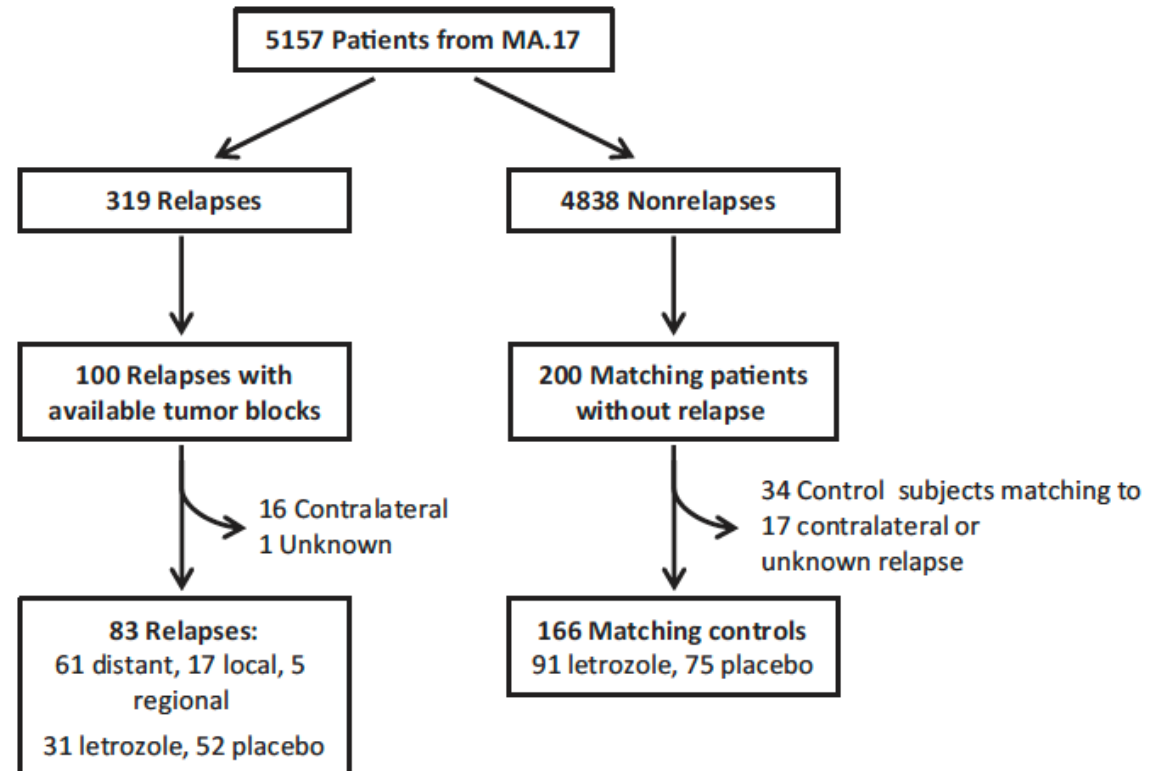 5157 Patients from MA.17
319 Relapses
4838 Nonrelapses
100 Relapses with
available tumor blocks
200 Matching patients
without relapse
16 Contralateral
1 Unknown
34 Control subjects matching to
17 contralateral or
unknown relapse
83 Relapses:
61 distant, 17 local, 5
regional
31 letrozole, 52 placebo
166 Matching controls
91 letrozole, 75 placebo